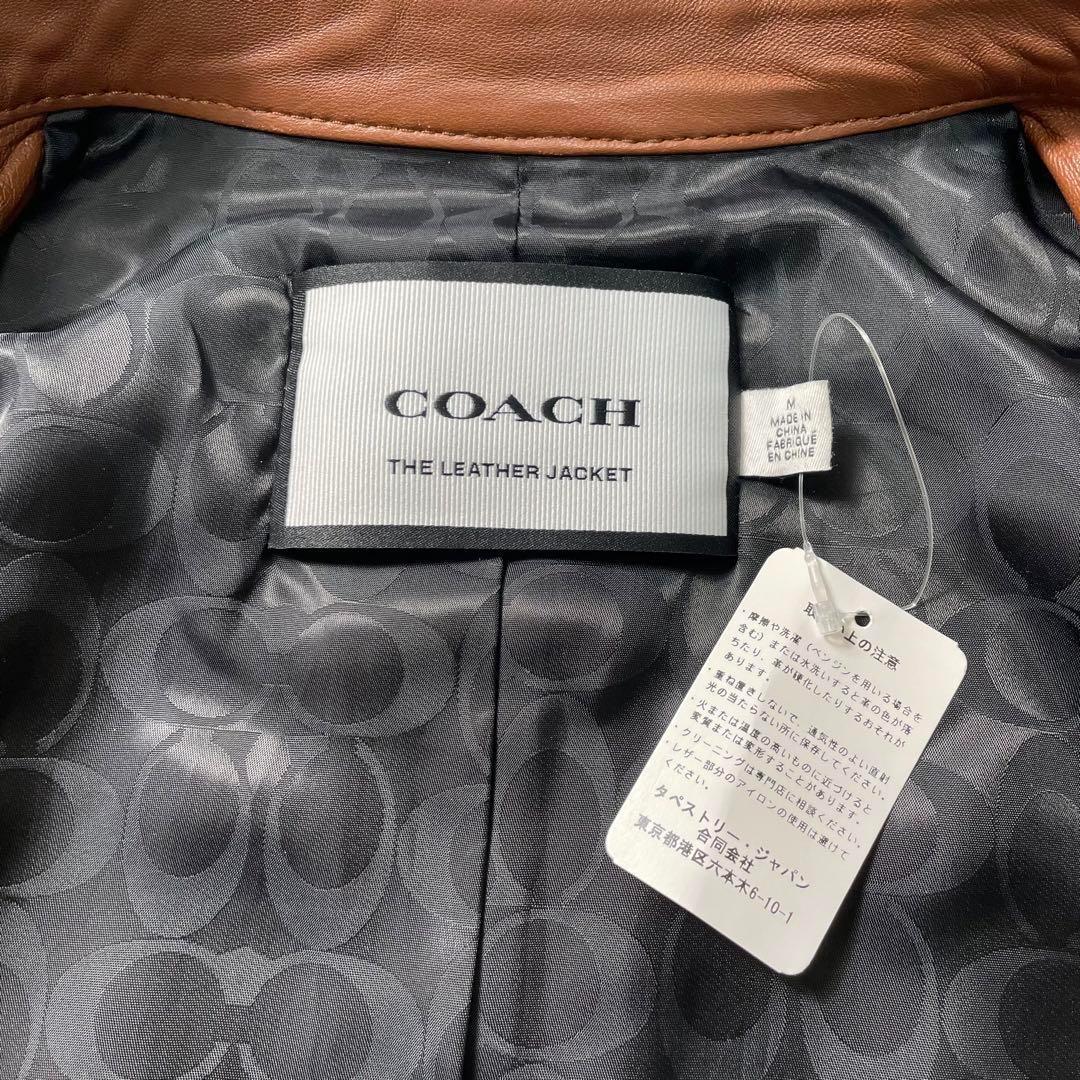 COACH
THE LEATHER JACKET
M
MADE IN
CHINA
FABRIQUÉ
EN CHINE
取 上の注意
・摩擦や洗濯(ベンジンを用いる場合を
含む)または水洗いすると革の色が落
ちたり、革が硬化したりするおそれが
あります。
・重ね置きしないで、通気性のよい直射
光の当たらない所に保存してください。
・火または温度の高いものに近づけると
変質または変形することがあります。
・クリーニングは専門店に相談ください。
・レザー部分のアイロンの使用は避けて
ください。
タペストリー・ジャパン
合同会社
東京都港区六本木6-10-1